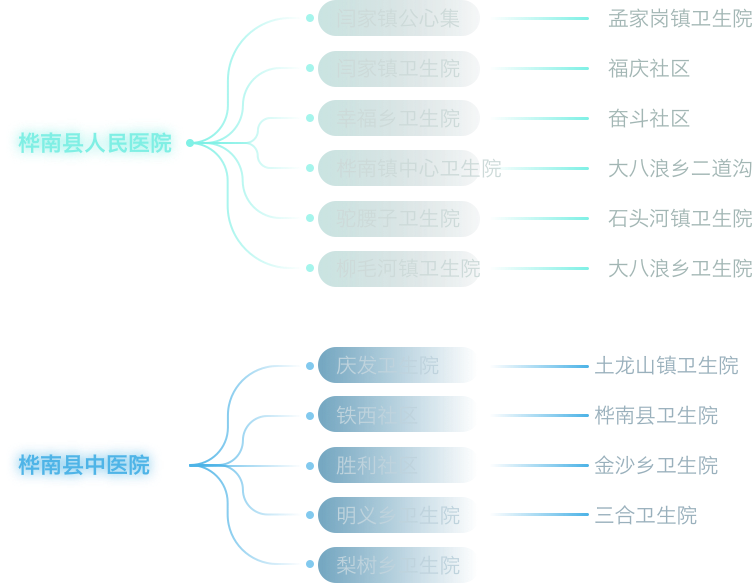 闫家镇公心集 孟家岗镇卫生院
闫家镇卫生院 福庆社区
幸福乡卫生院 奋斗社区
桦南县人民医院
桦南镇中心卫生院 大八浪乡二道沟
驼腰子卫生院 石头河镇卫生院
柳毛河镇卫生院 大八浪乡卫生院
庆发卫生院 土龙山镇卫生院
铁西社区 桦南县卫生院
桦南县中医院 胜利社区 金沙乡卫生院
明义乡卫生院 三合卫生院
梨树乡卫生院